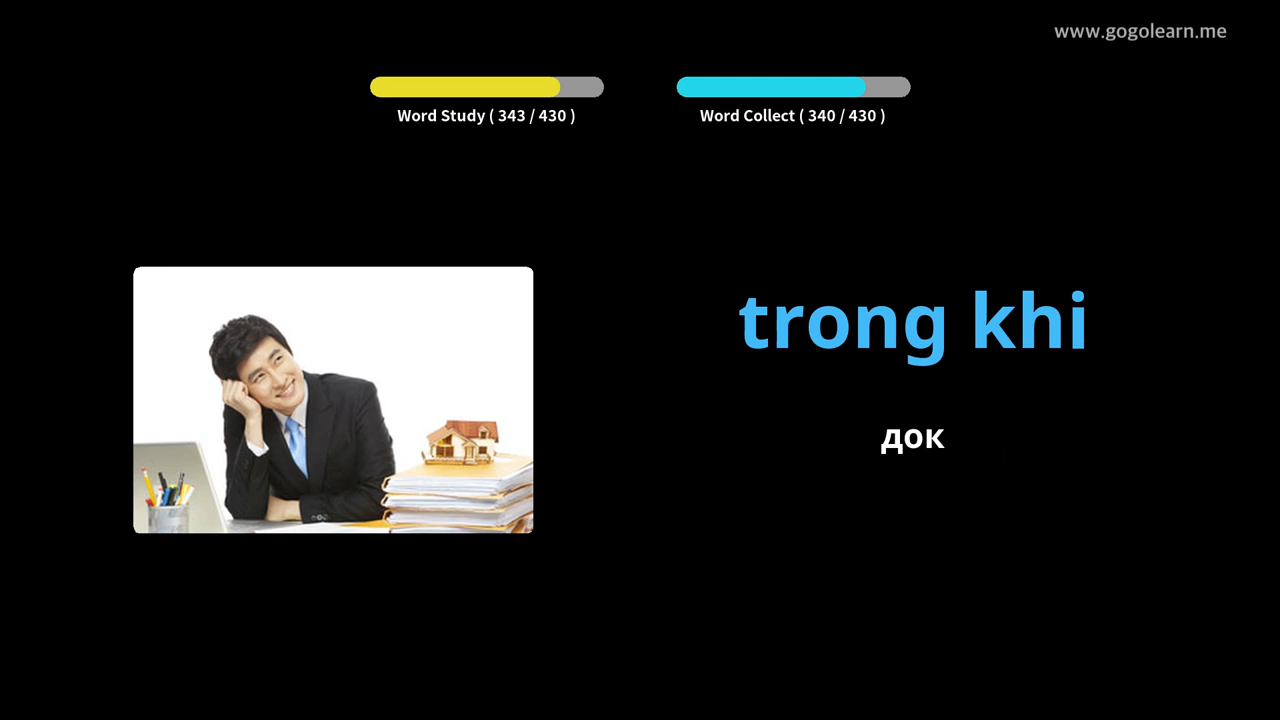 www.gogolearn.me
Word Study ( 343 / 430 )
Word Collect ( 340 / 430 )
trong khi
док